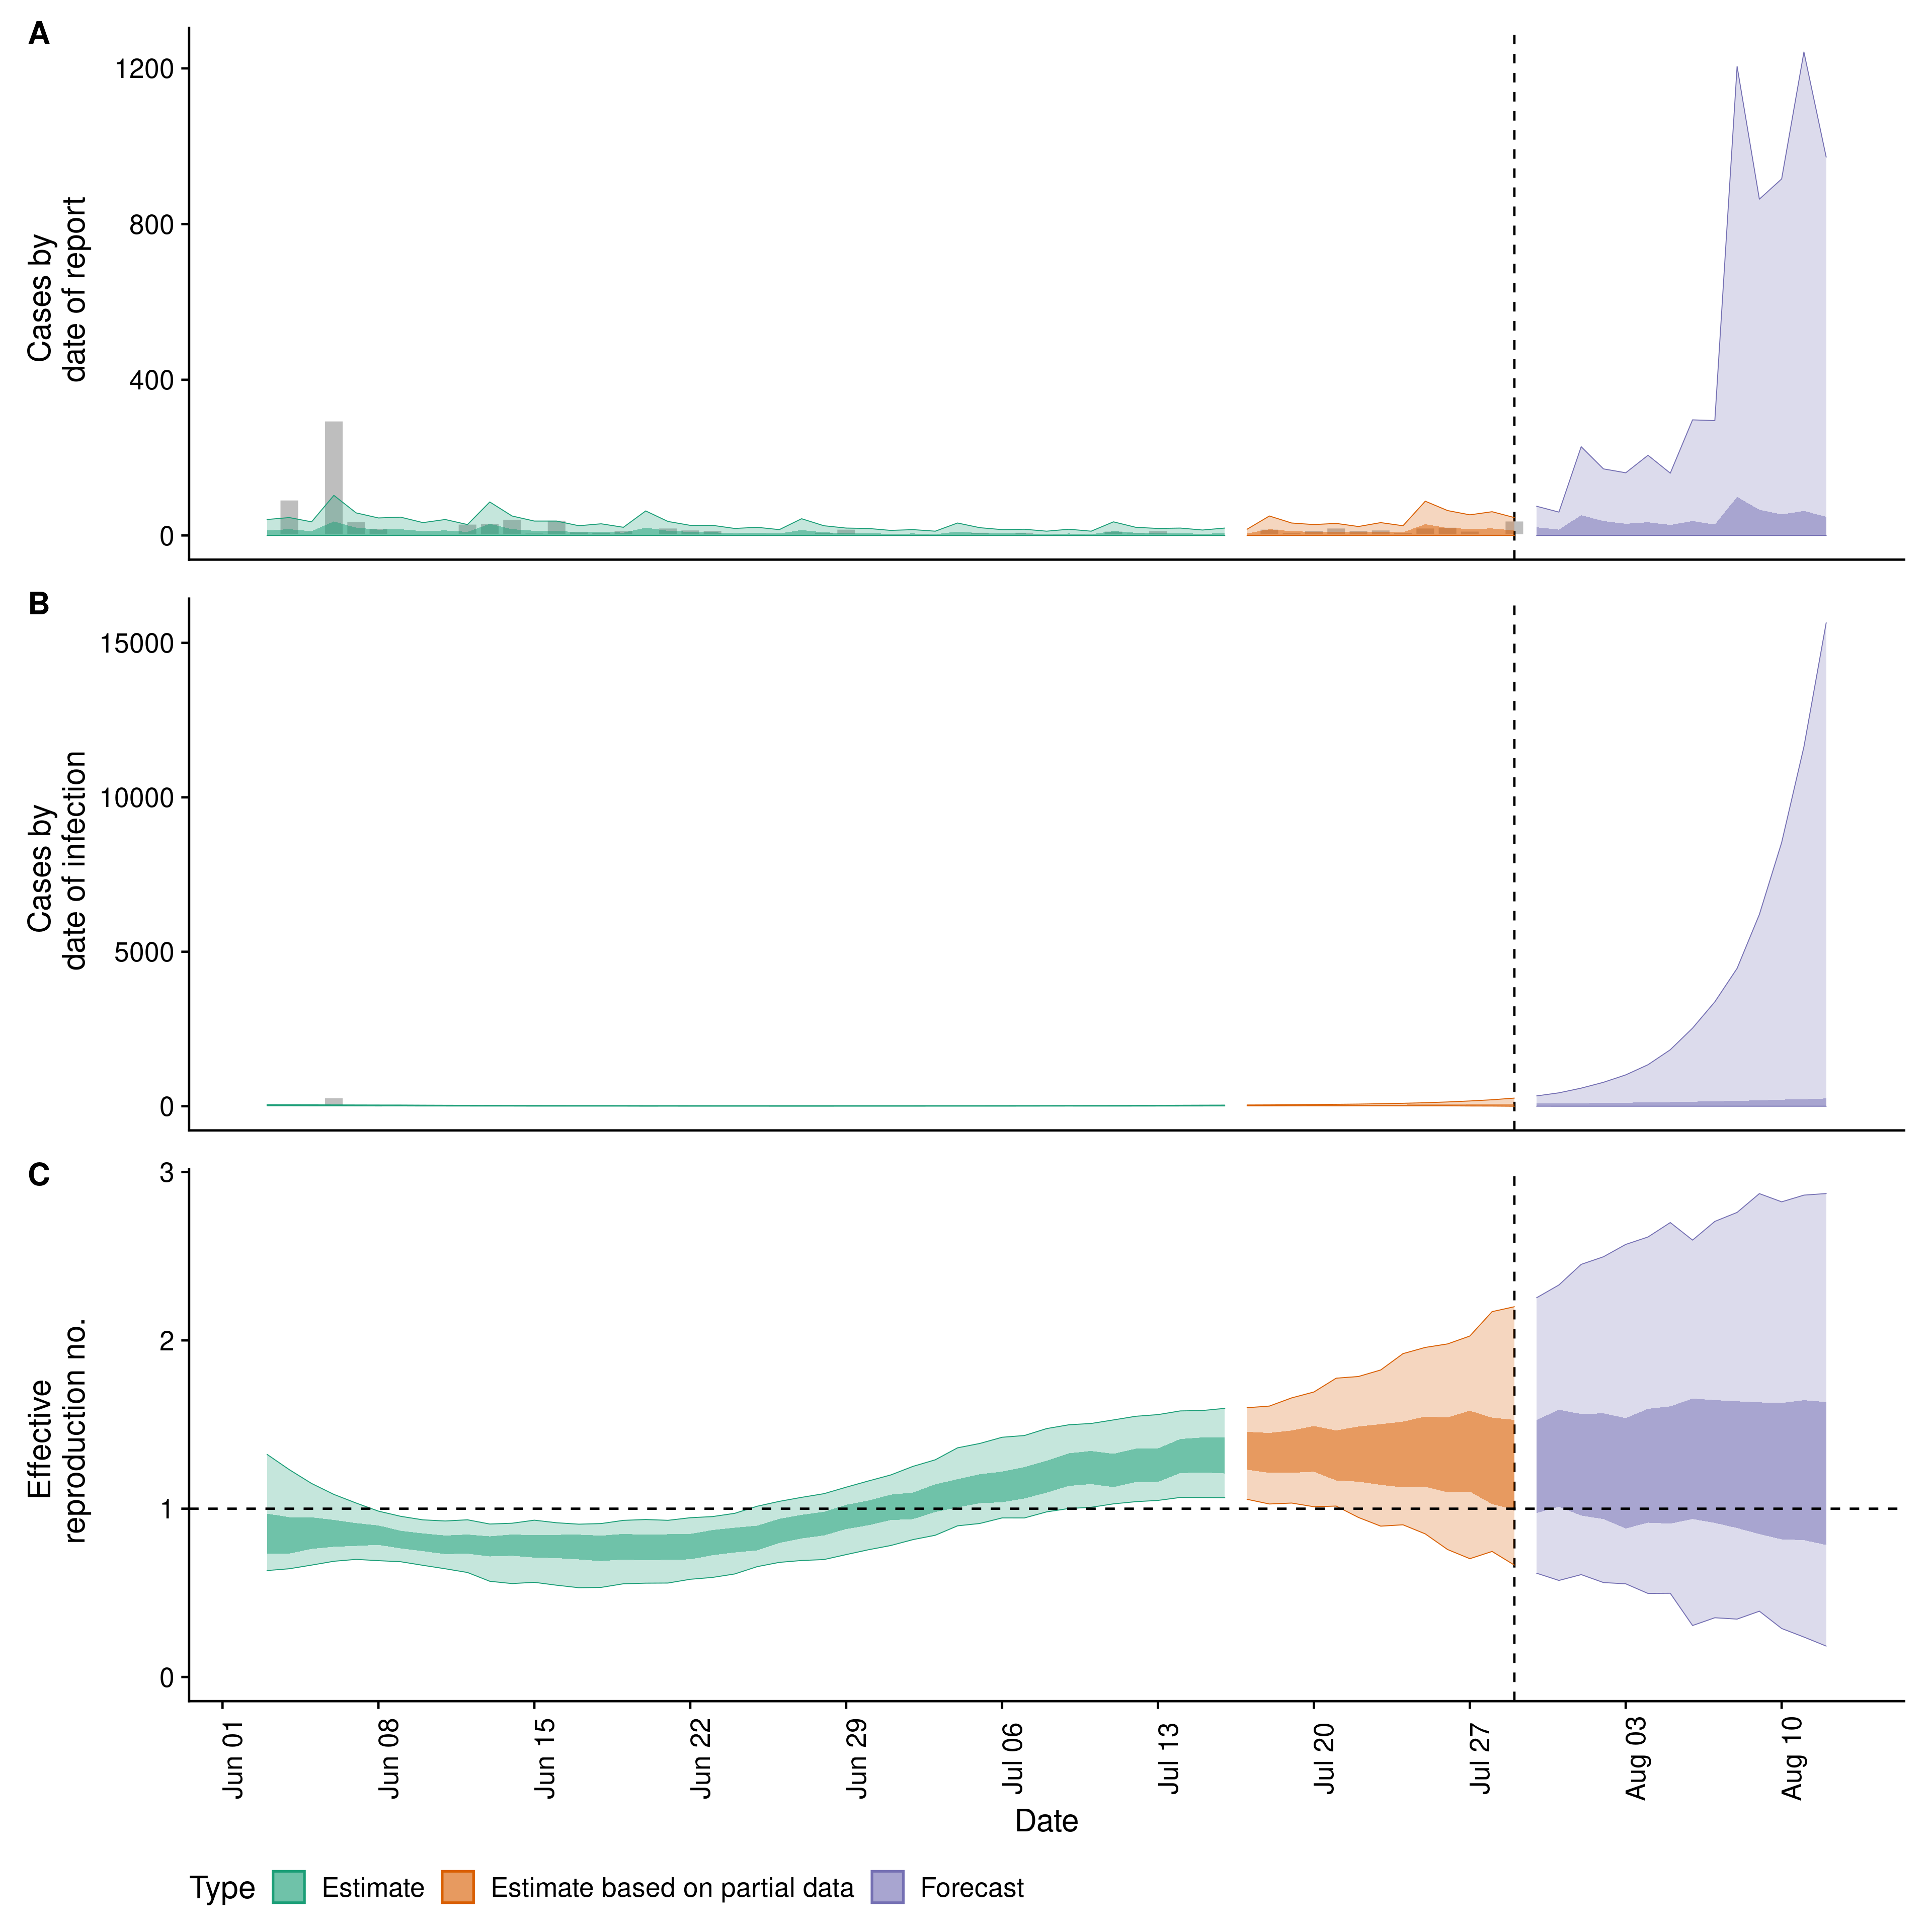 A
1200
800
400
0
Cases by
date of report
B
15000
10000
5000
0
Cases by
date of infection
C
3
2
1
0
Effective
reproduction no.
Jun 01
Jun 08
Jun 15
Jun 22
Jun 29
Jul 06
Jul 13
Jul 20
Jul 27
Aug 03
Aug 10
Date
Type Estimate Estimate based on partial data Forecast